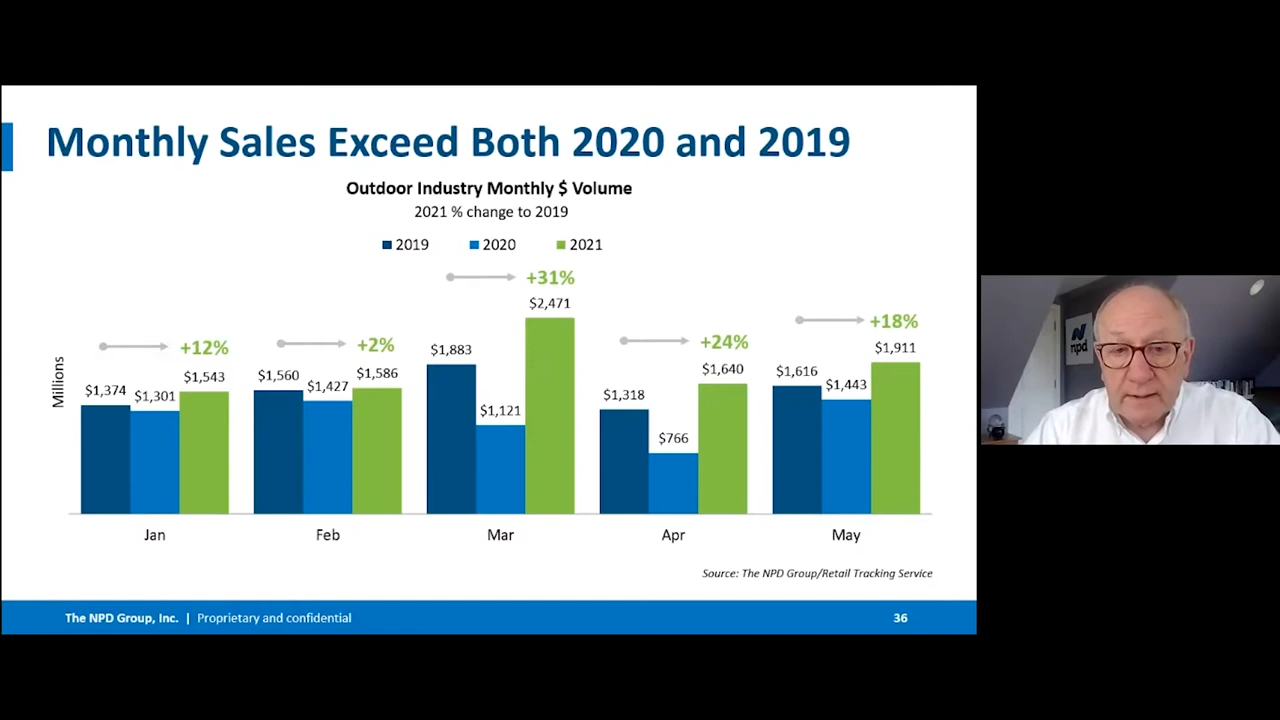 Monthly Sales Exceed Both 2020 and 2019
Outdoor Industry Monthly $ Volume
2021 % change to 2019
2019 2020 2021
Millions
+12%
$1,374 $1,301 $1,543
Jan
+2%
$1,560 $1,427 $1,586
Feb
+31%
$1,883 $1,121 $2,471
Mar
+24%
$1,318 $766 $1,640
Apr
+18%
$1,616 $1,443 $1,911
May
Source: The NPD Group/Retail Tracking Service
The NPD Group, Inc. | Proprietary and confidential 36
npd